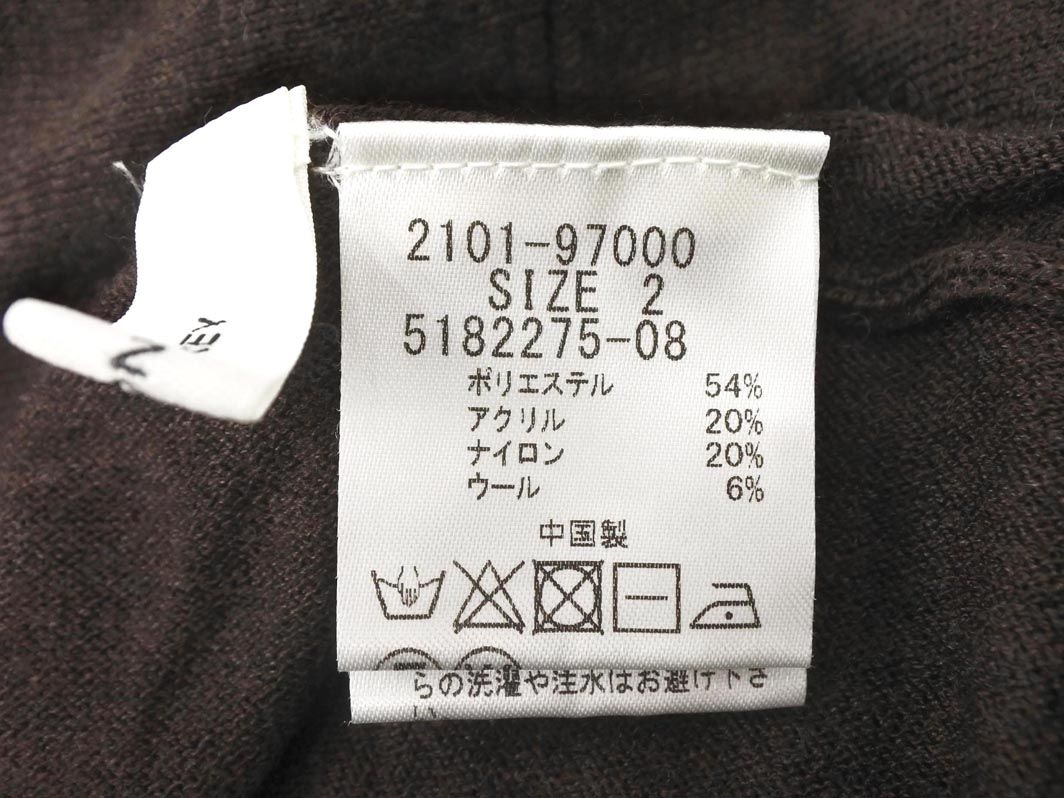 2101-97000
SIZE 2
5182275-08
ポリエステル 54%
アクリル 20%
ナイロン 20%
ウール 6%
中国製
らの洗濯や注水はお避け下さ